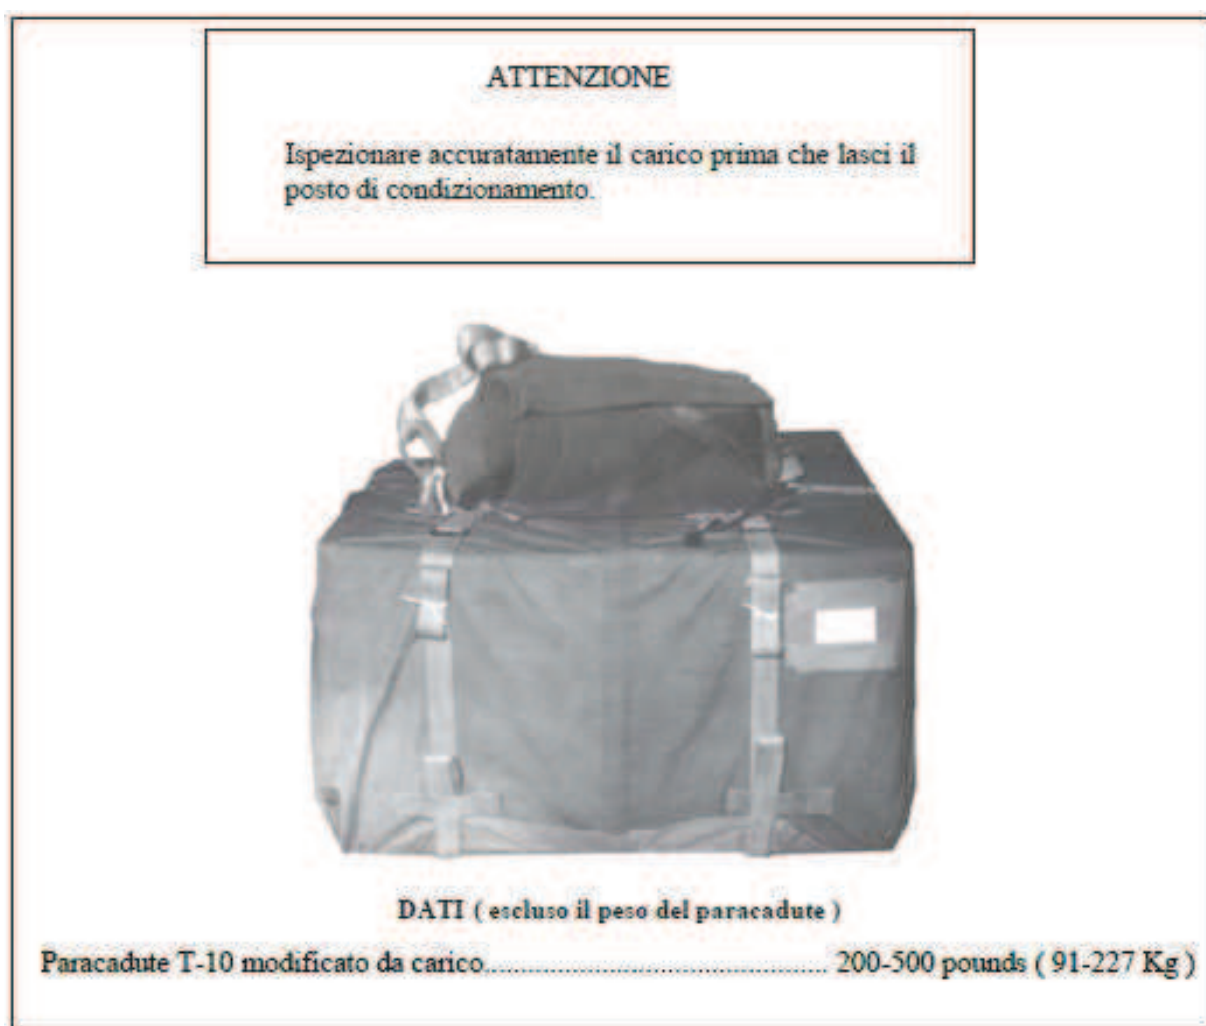 ATTENZIONE
Ispezionare accuratamente il carico prima che lasci il
posto di condizionamento.
DATI ( escluso il peso del paracadute )
Paracadute T-10 modificato da carico................................................ 200-500 pounds ( 91-227 Kg )